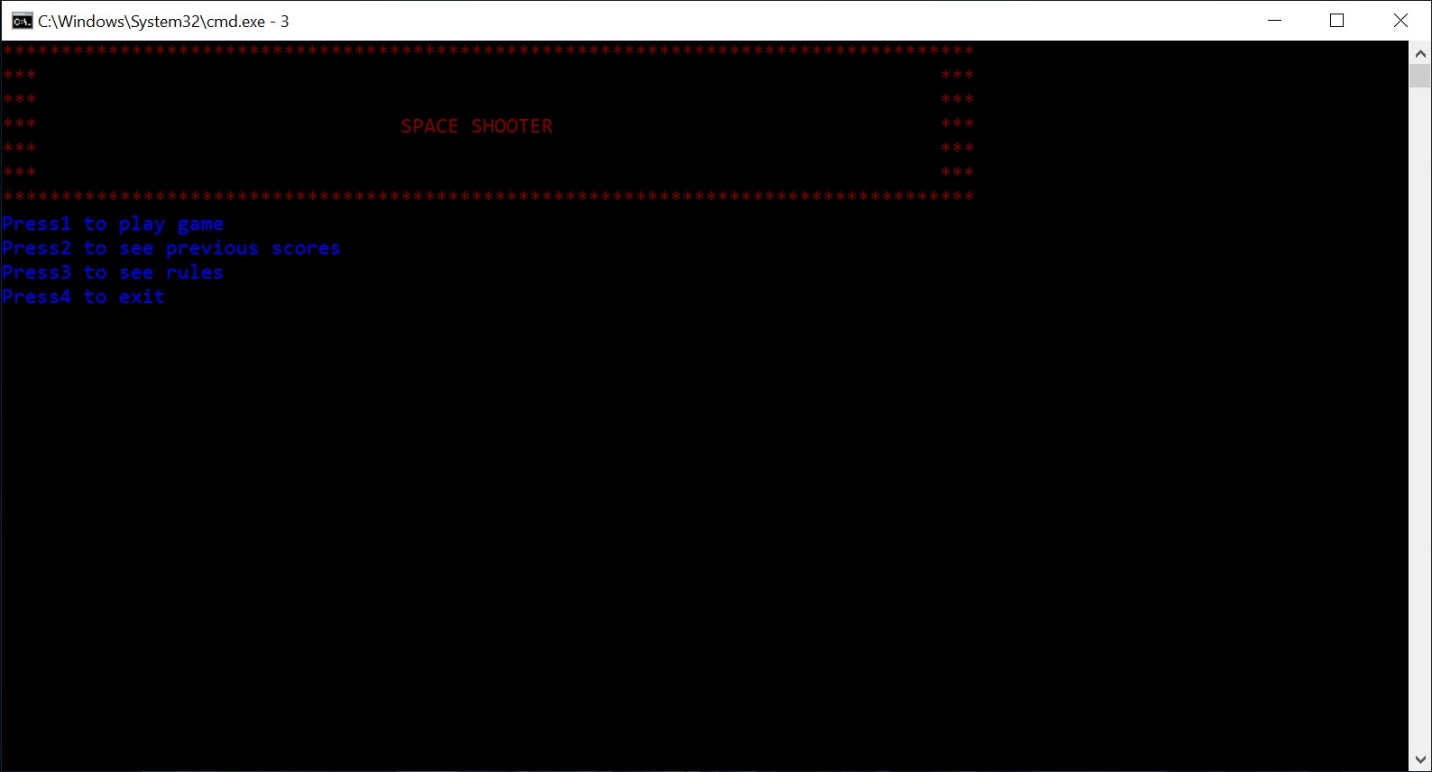 C:\Windows\System32\cmd.exe - 3
***********************************************************************************
*** ***
*** ***
*** SPACE SHOOTER ***
*** ***
*** ***
***********************************************************************************
Press1 to play game
Press2 to see previous scores
Press3 to see rules
Press4 to exit